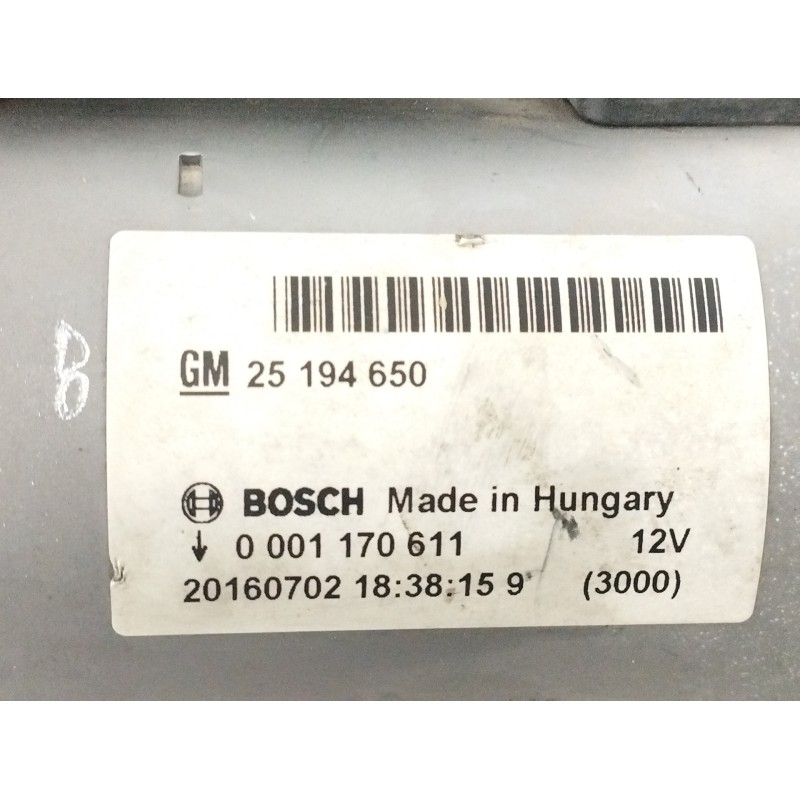 GM 25 194 650
BOSCH Made in Hungary
0 001 170 611 12V
20160702 18:38:15 9 (3000)